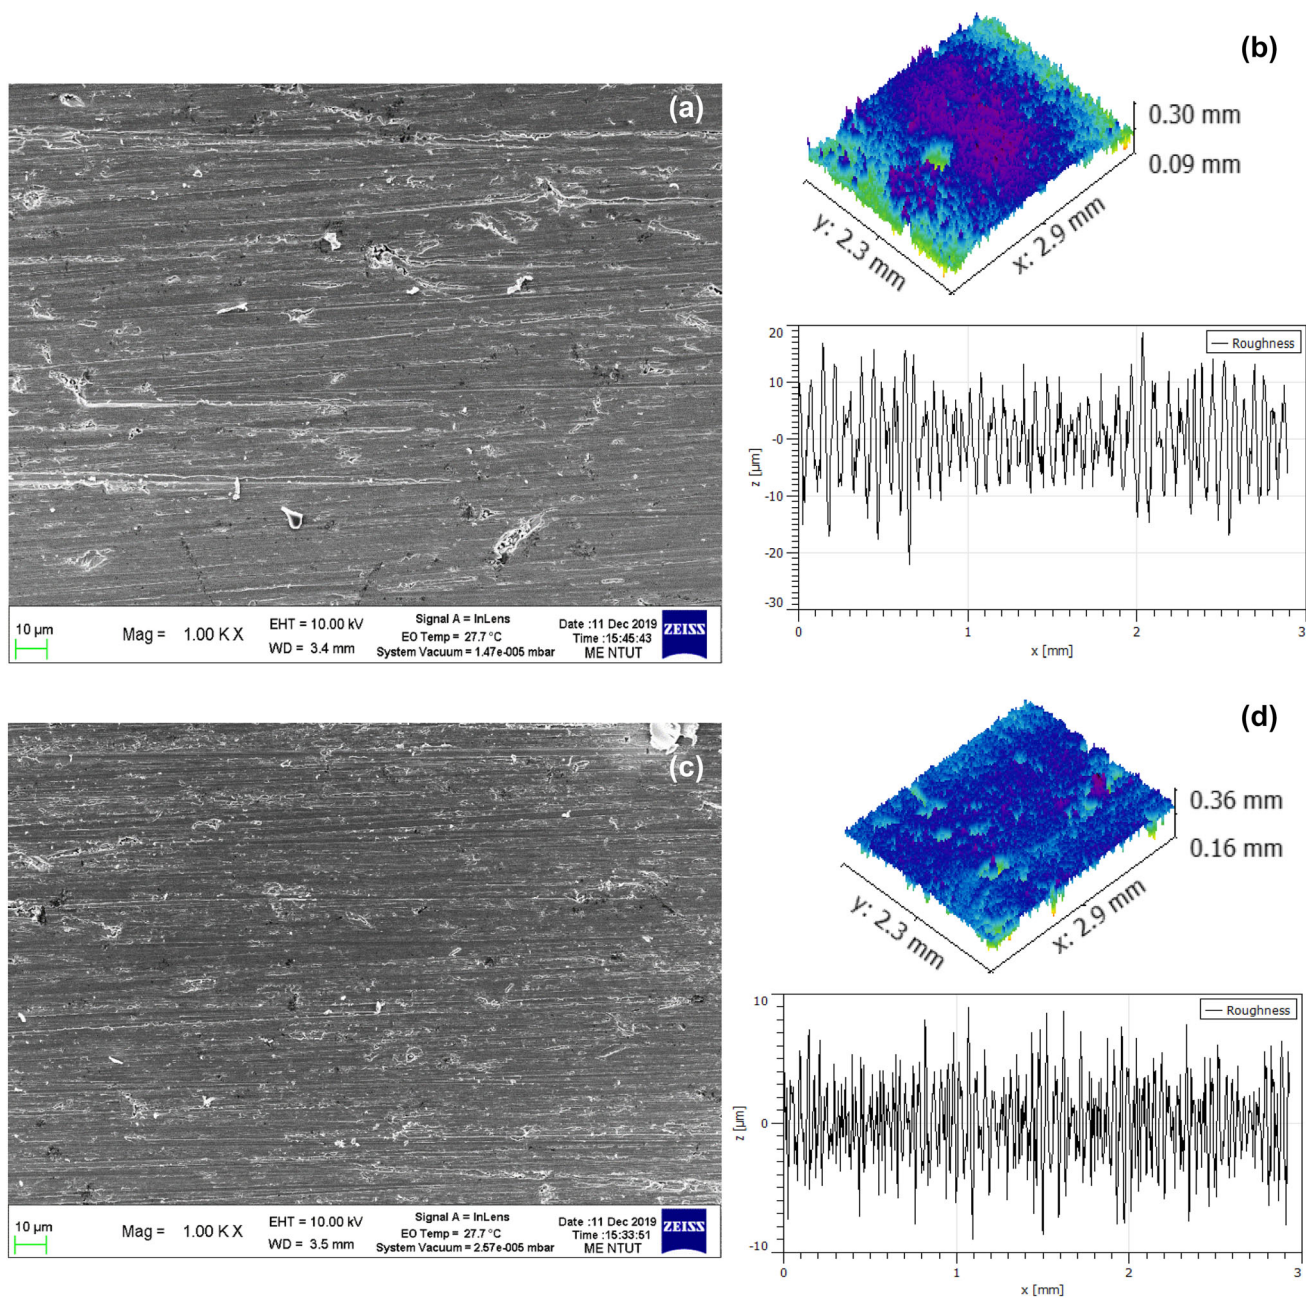 (a)
10 µm
Mag = 1.00 K X
EHT = 10.00 kV
WD = 3.4 mm
Signal A = InLens
EO Temp = 27.7 °C
System Vacuum = 1.47e-005 mbar
Date :11 Dec 2019
Time :15:45:43
ME NTUT
ZEISS
(b)
0.30 mm
0.09 mm
y: 2.3 mm
x: 2.9 mm
Roughness
20
10
-0
-10
-20
-30
z [µm]
0
1
2
3
x [mm]
(c)
10 µm
Mag = 1.00 K X
EHT = 10.00 kV
WD = 3.5 mm
Signal A = InLens
EO Temp = 27.7 °C
System Vacuum = 2.57e-005 mbar
Date :11 Dec 2019
Time :15:33:51
ME NTUT
ZEISS
(d)
0.36 mm
0.16 mm
y: 2.3 mm
x: 2.9 mm
Roughness
10
0
-10
z [µm]
0
1
2
3
x [mm]